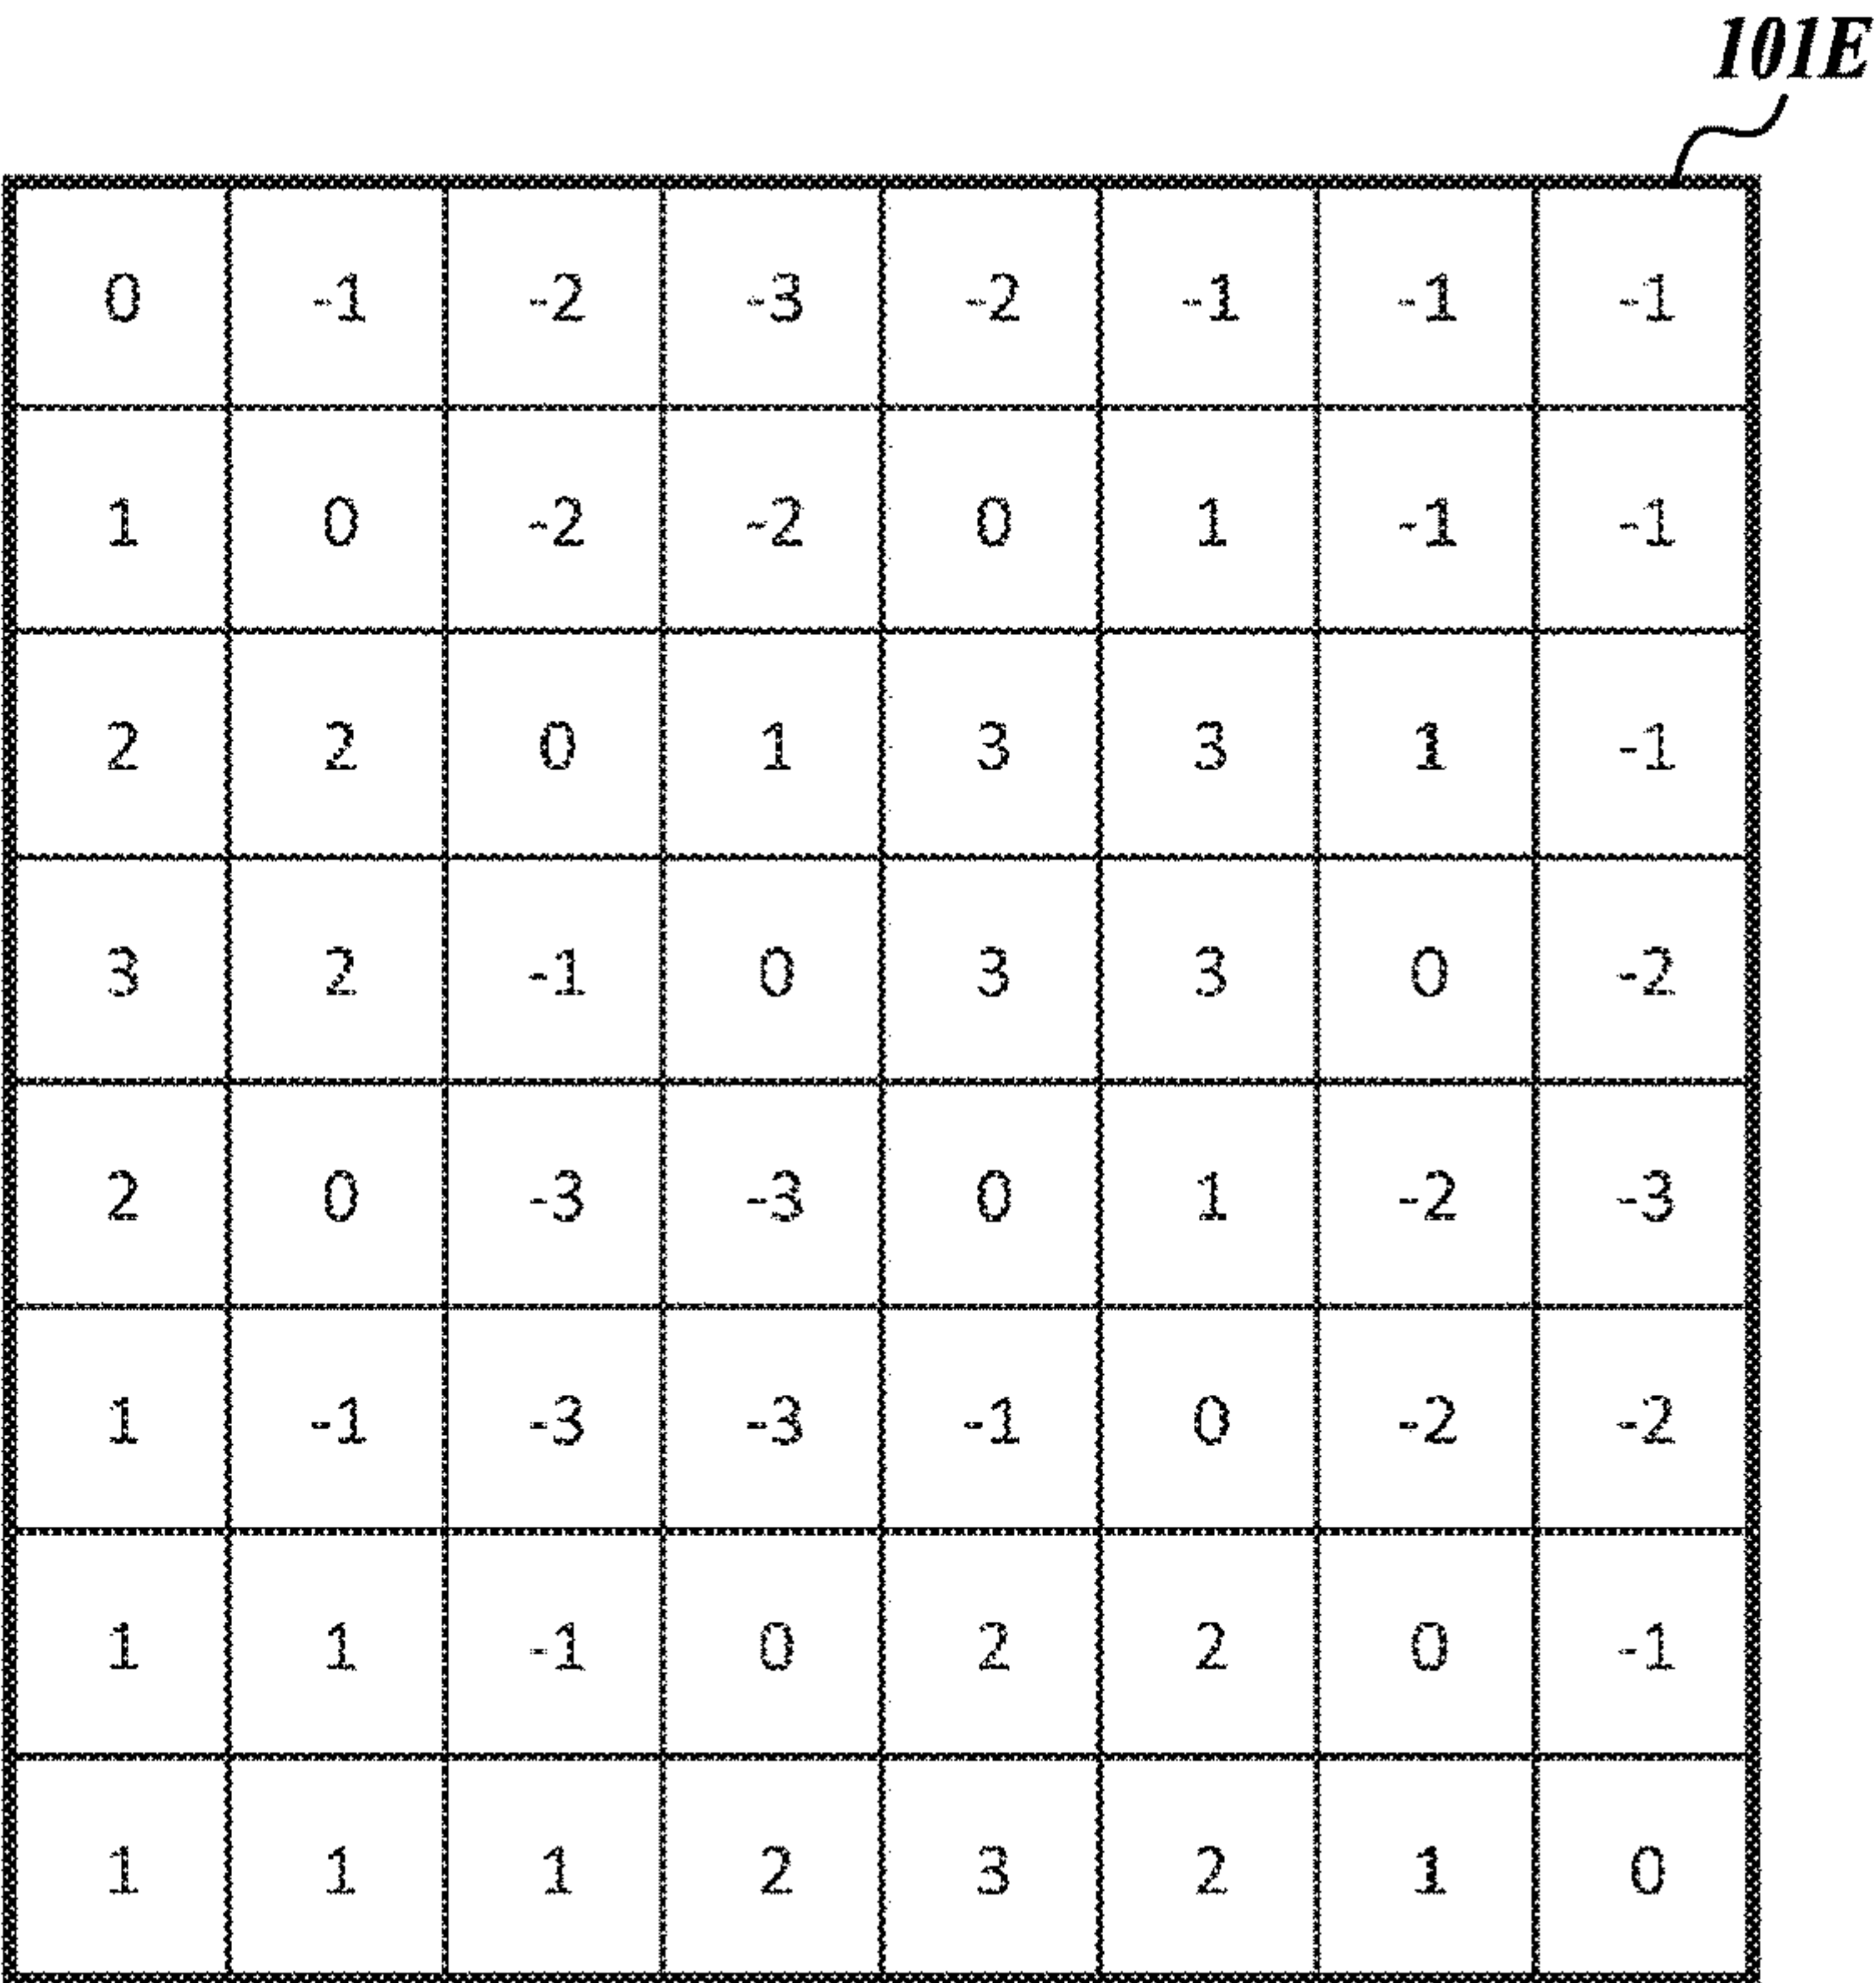 101E
0 -1 -2 -3 -2 -1 -1 -1
1 0 -2 -2 0 1 -1 -1
2 2 0 1 3 3 1 -1
3 2 -1 0 3 3 0 -2
2 0 -3 -3 0 1 -2 -3
1 -1 -3 -3 -1 0 -2 -2
1 1 -1 0 2 2 0 -1
1 1 1 2 3 2 1 0